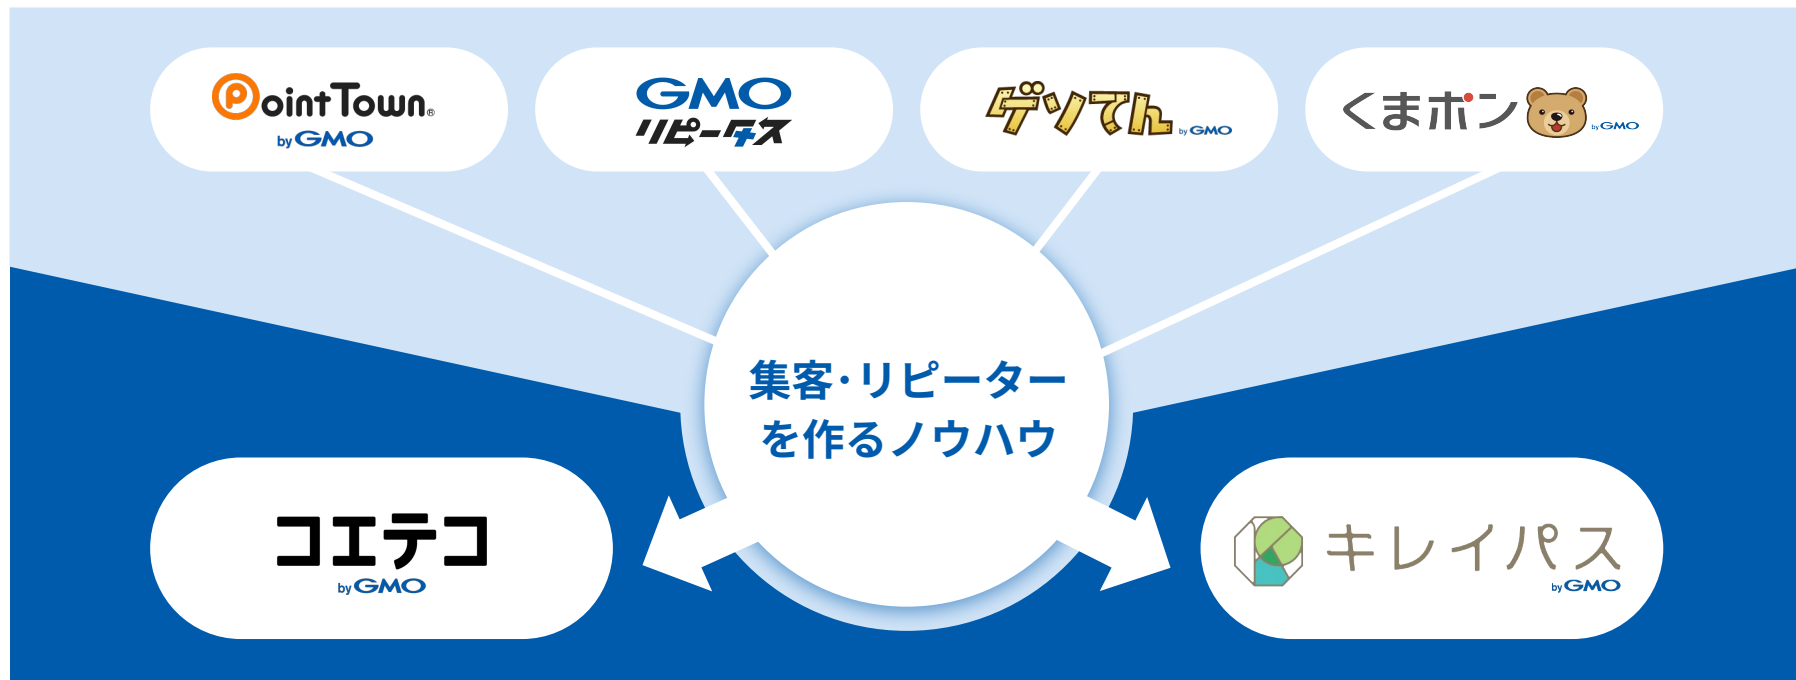 PointTown®
by GMO
GMO
リピータス
ゲソてん by GMO
くまポン by GMO
集客・リピーター
を作るノウハウ
コエテコ
by GMO
キレイパス
by GMO